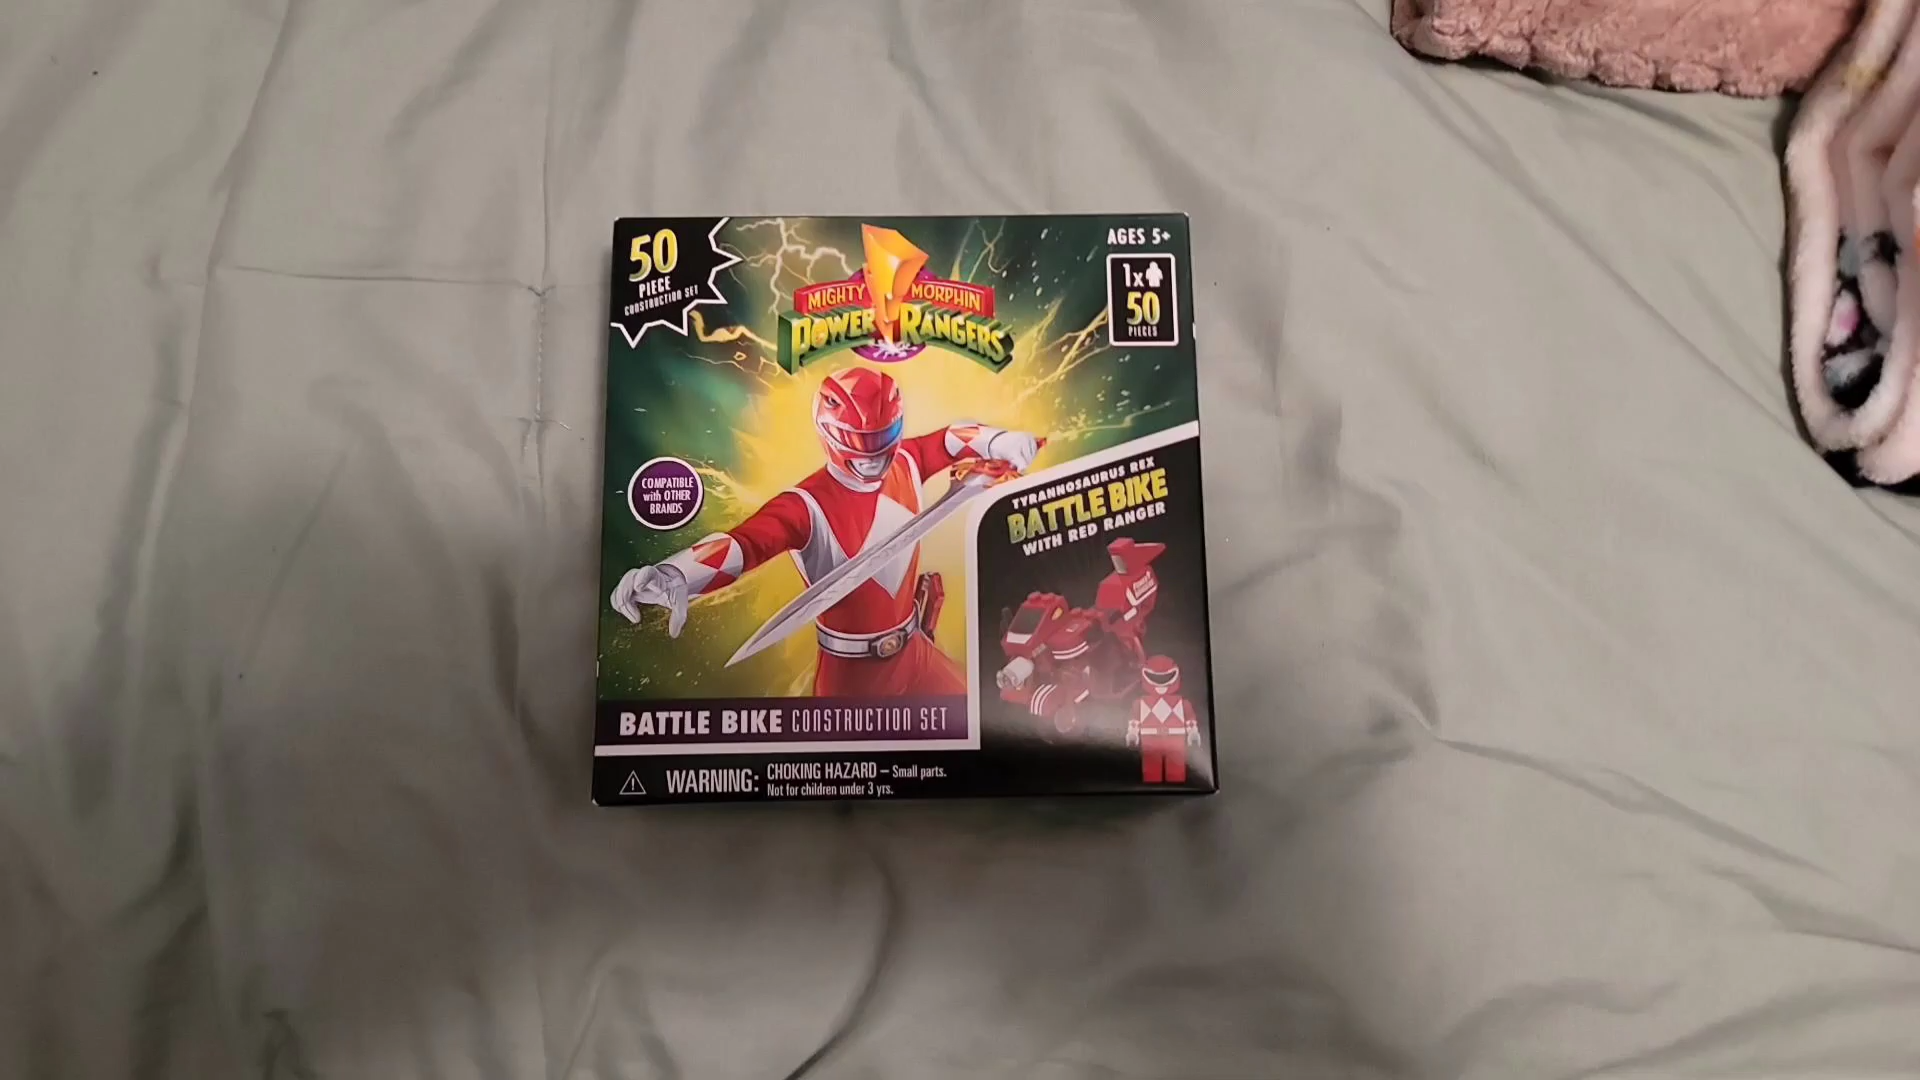 50
PIECE
CONSTRUCTION SET
MIGHTY MORPHIN
POWER RANGERS
AGES 5+
1x
50
PIECES
COMPATIBLE
with OTHER
BRANDS
TYRANNOSAURUS REX
BATTLE BIKE
WITH RED RANGER
BATTLE BIKE CONSTRUCTION SET
WARNING: CHOKING HAZARD – Small parts.
Not for children under 3 yrs.